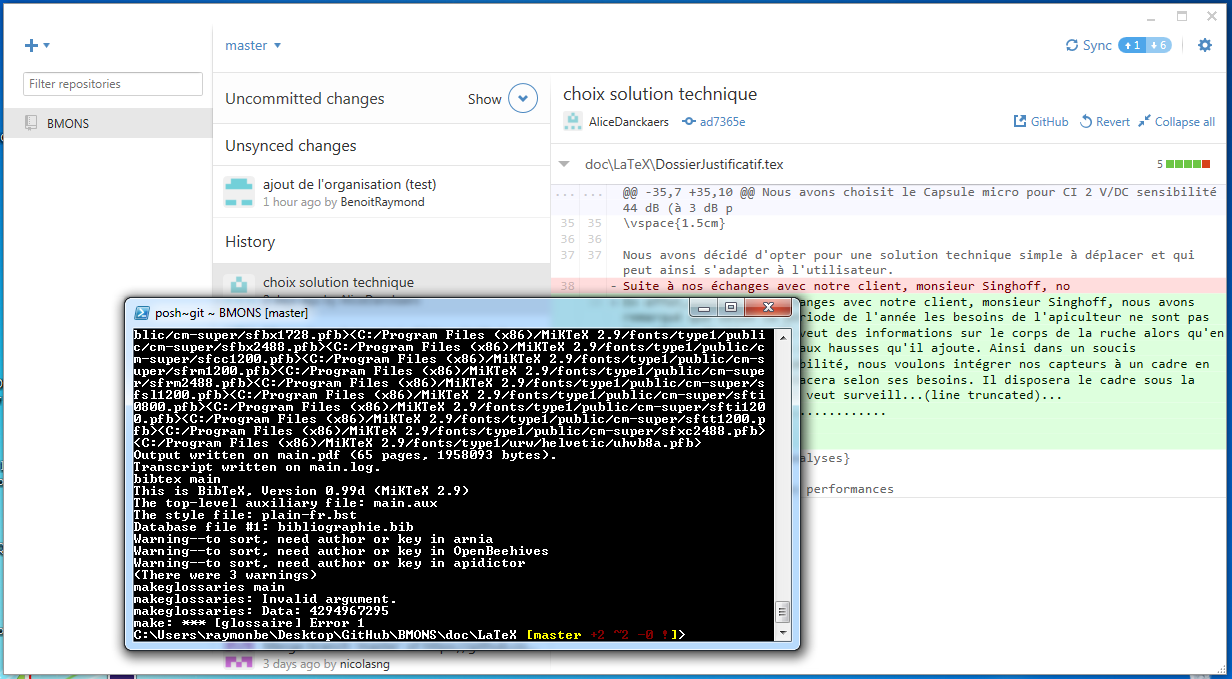 master
Sync
1
6
Filter repositories
BMONS
Uncommitted changes
Show
Unsynced changes
ajout de l'organisation (test)
1 hour ago by BenoitRaymond
History
choix solution technique
choix solution technique
AliceDanckaers
ad7365e
GitHub
Revert
Collapse all
doc\LaTeX\DossierJustificatif.tex
5
... ... @@ -35,7 +35,10 @@ Nous avons choisit le Capsule micro pour CI 2 V/DC sensibilité
44 dB (à 3 dB p
35 35 \vspace{1.5cm}
36 36
37 37 Nous avons décidé d'opter pour une solution technique simple à déplacer et qui
peut ainsi s'adapter à l'utilisateur.
38 - Suite à nos échanges avec notre client, monsieur Singhoff, no
anges avec notre client, monsieur Singhoff, nous avons
riode de l'année les besoins de l'apiculteur ne sont pas
veut des informations sur le corps de la ruche alors qu'en
aux hausses qu'il ajoute. Ainsi dans un soucis
bilité, nous voulons intégrer nos capteurs à un cadre en
acera selon ses besoins. Il disposera le cadre sous la
veut surveill...(line truncated)...
............
alyses}
performances
posh~git ~ BMONS [master]
blic/cm-super/sfbx1728.pfb><C:/Program Files (x86)/MiKTeX 2.9/fonts/type1/publi
c/cm-super/sfbx2488.pfb><C:/Program Files (x86)/MiKTeX 2.9/fonts/type1/public/c
m-super/sfcc1200.pfb><C:/Program Files (x86)/MiKTeX 2.9/fonts/type1/public/cm-s
uper/sfrm1200.pfb><C:/Program Files (x86)/MiKTeX 2.9/fonts/type1/public/cm-supe
r/sfrm2488.pfb><C:/Program Files (x86)/MiKTeX 2.9/fonts/type1/public/cm-super/s
fsl1200.pfb><C:/Program Files (x86)/MiKTeX 2.9/fonts/type1/public/cm-super/sfti
0800.pfb><C:/Program Files (x86)/MiKTeX 2.9/fonts/type1/public/cm-super/sfti120
0.pfb><C:/Program Files (x86)/MiKTeX 2.9/fonts/type1/public/cm-super/sftt1200.p
fb><C:/Program Files (x86)/MiKTeX 2.9/fonts/type1/public/cm-super/sfxc2488.pfb>
<C:/Program Files (x86)/MiKTeX 2.9/fonts/type1/urw/helvetic/uhvb8a.pfb>
Output written on main.pdf (65 pages, 1958093 bytes).
Transcript written on main.log.
bibtex main
This is BibTeX, Version 0.99d (MiKTeX 2.9)
The top-level auxiliary file: main.aux
The style file: plain-fr.bst
Database file #1: bibliographie.bib
Warning--to sort, need author or key in arnia
Warning--to sort, need author or key in OpenBeehives
Warning--to sort, need author or key in apidictor
(There were 3 warnings)
makeglossaries main
makeglossaries: Invalid argument.
makeglossaries: Data: 4294967295
make: *** [glossaire] Error 1
C:\Users\raymonbe\Desktop\GitHub\BMONS\doc\LaTeX [master +2 ~2 -0 !]>
3 days ago by nicolasng